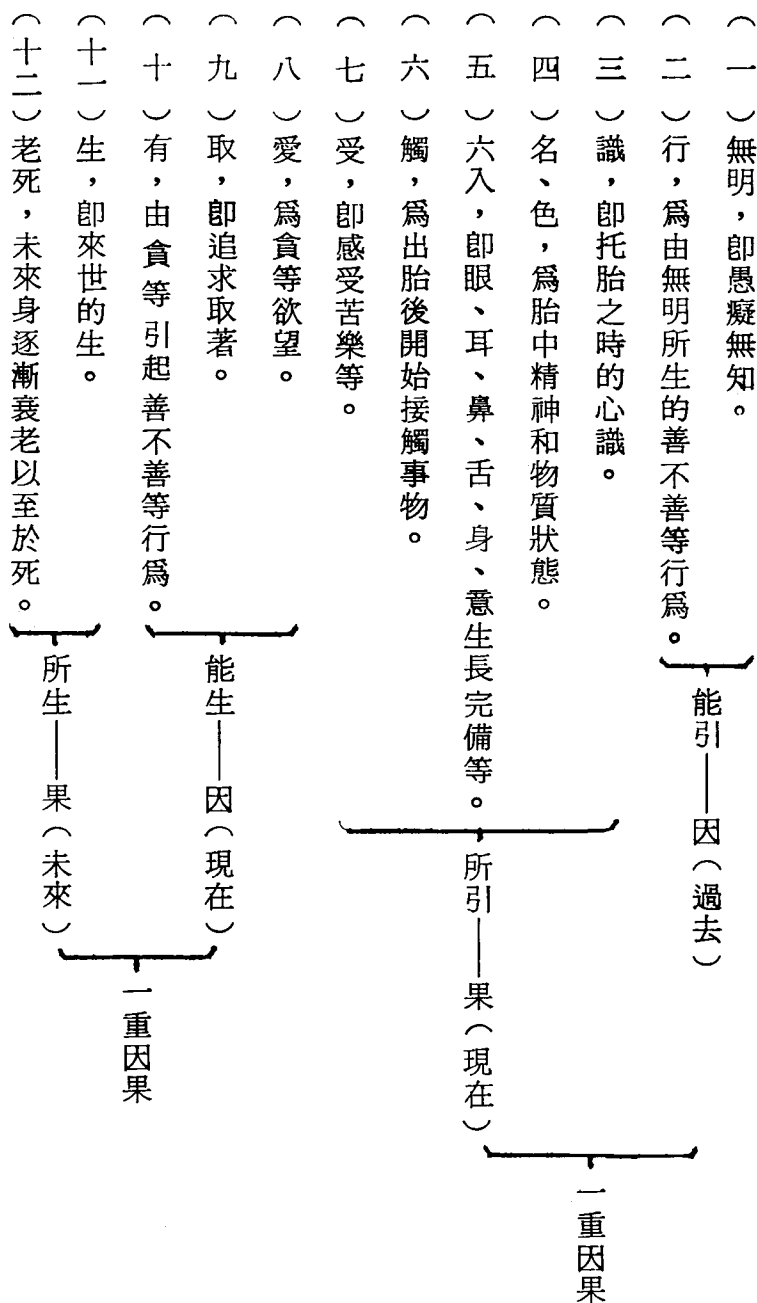 (一)無明，卽愚癡無知。
(二)行，爲由無明所生的善不善等行爲。
能引——因(過去)
(三)識，卽托胎之時的心識。
(四)名、色，爲胎中精神和物質狀態。
(五)六入，卽眼、耳、鼻、舌、身、意生長完備等。
(六)觸，爲出胎後開始接觸事物。
(七)受，卽感受苦樂等。
所引——果(現在)
一重因果
(八)愛，爲貪等欲望。
(九)取，卽追求取著。
(十)有，由貪等引起善不善等行爲。
能生——因(現在)
(十一)生，卽來世的生。
(十二)老死，未來身逐漸衰老以至於死。
所生——果(未來)
一重因果